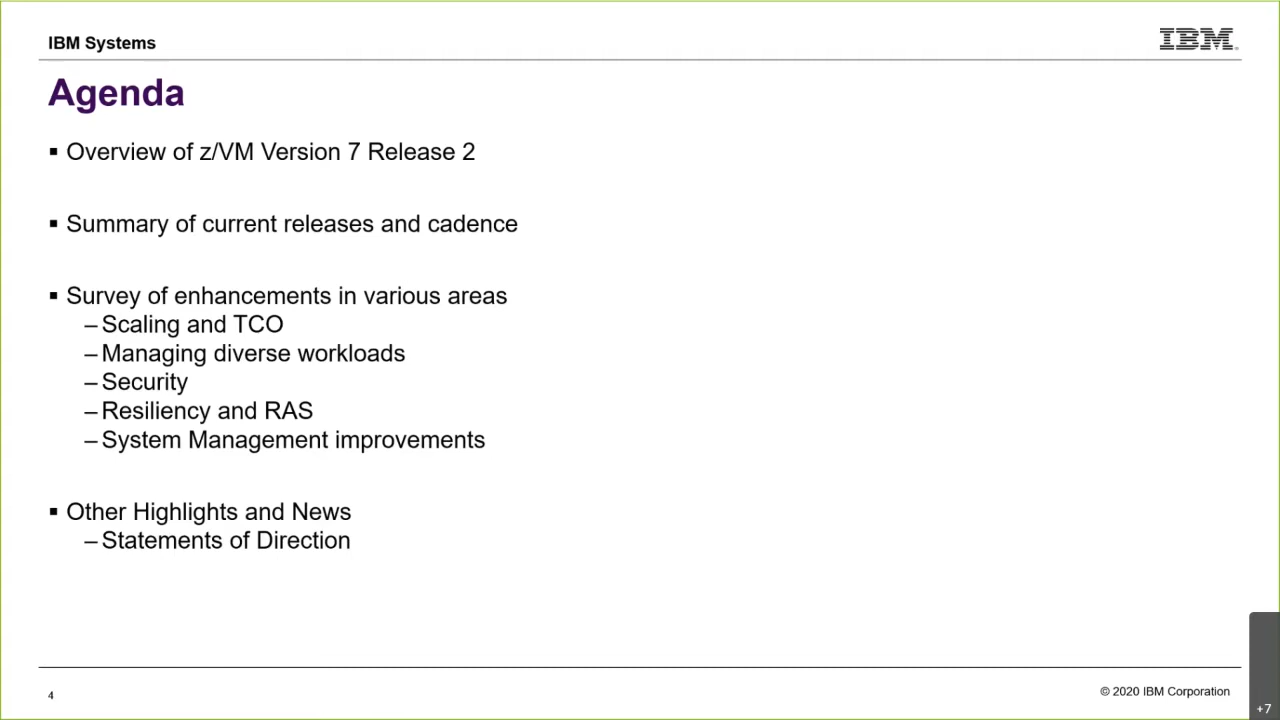 IBM Systems
IBM
Agenda
▪ Overview of z/VM Version 7 Release 2
▪ Summary of current releases and cadence
▪ Survey of enhancements in various areas
– Scaling and TCO
– Managing diverse workloads
– Security
– Resiliency and RAS
– System Management improvements
▪ Other Highlights and News
– Statements of Direction
4
© 2020 IBM Corporation
+7